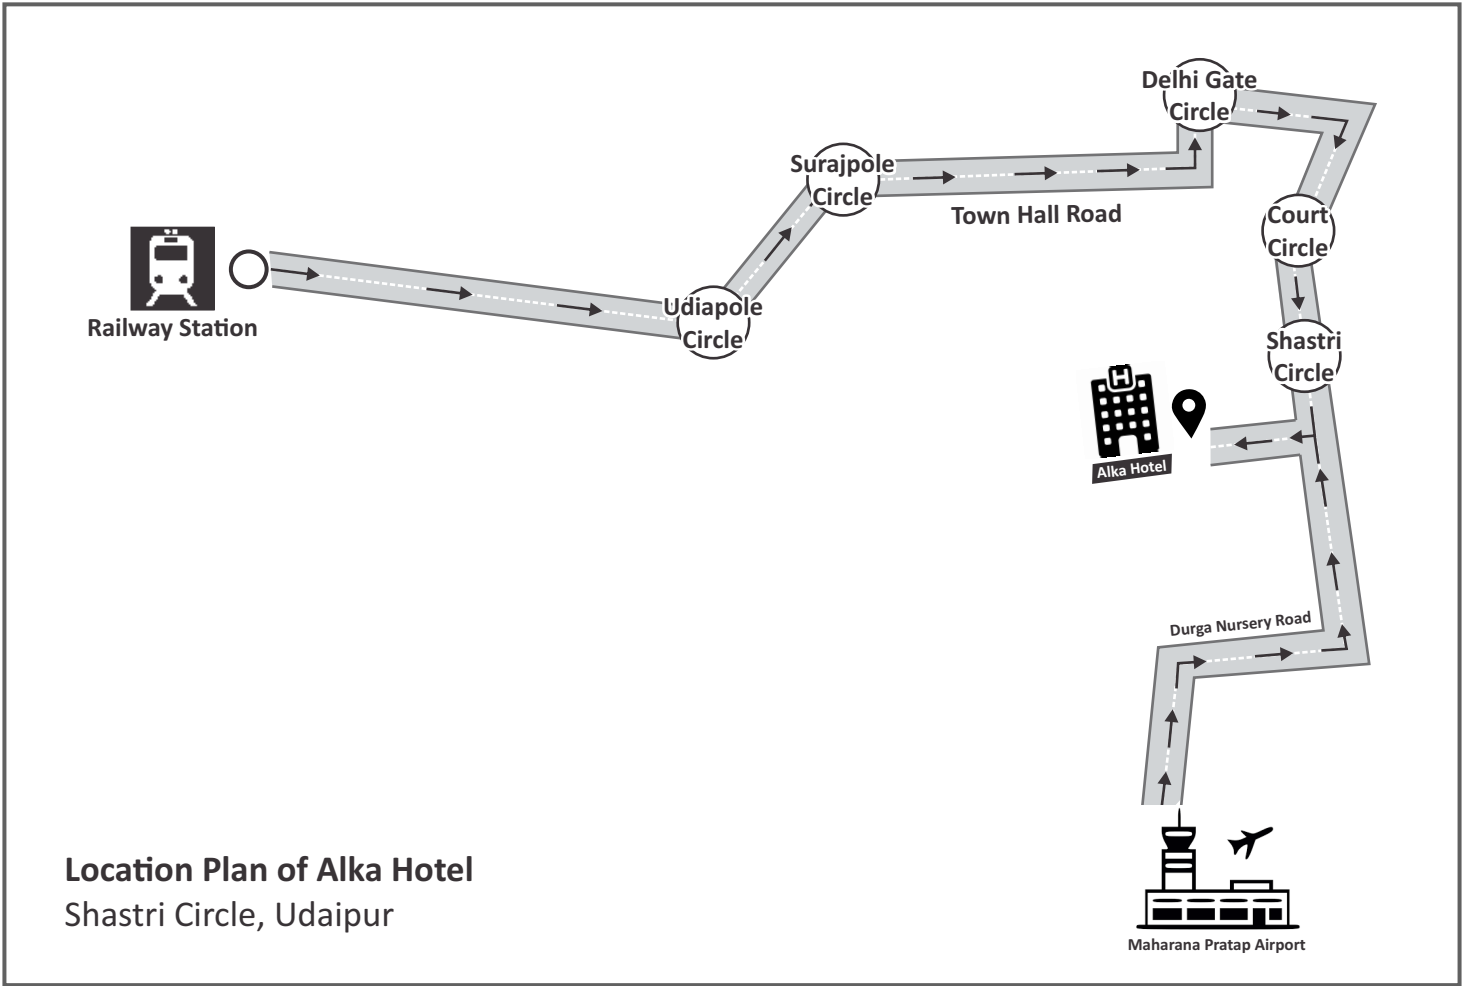 Delhi Gate
Circle
Surajpole
Circle
Town Hall Road
Court
Circle
Railway Station
Udiapole
Circle
Shastri
Circle
H
Alka Hotel
Durga Nursery Road
Location Plan of Alka Hotel
Shastri Circle, Udaipur
Maharana Pratap Airport